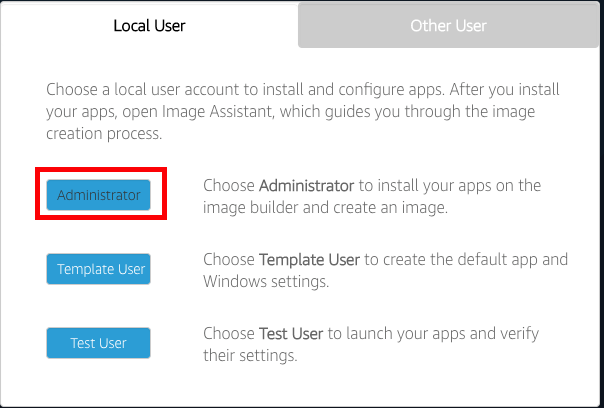 Local User
Other User
Choose a local user account to install and configure apps. After you install
your apps, open Image Assistant, which guides you through the image
creation process.
Administrator
Choose Administrator to install your apps on the
image builder and create an image.
Template User
Choose Template User to create the default app and
Windows settings.
Test User
Choose Test User to launch your apps and verify
their settings.